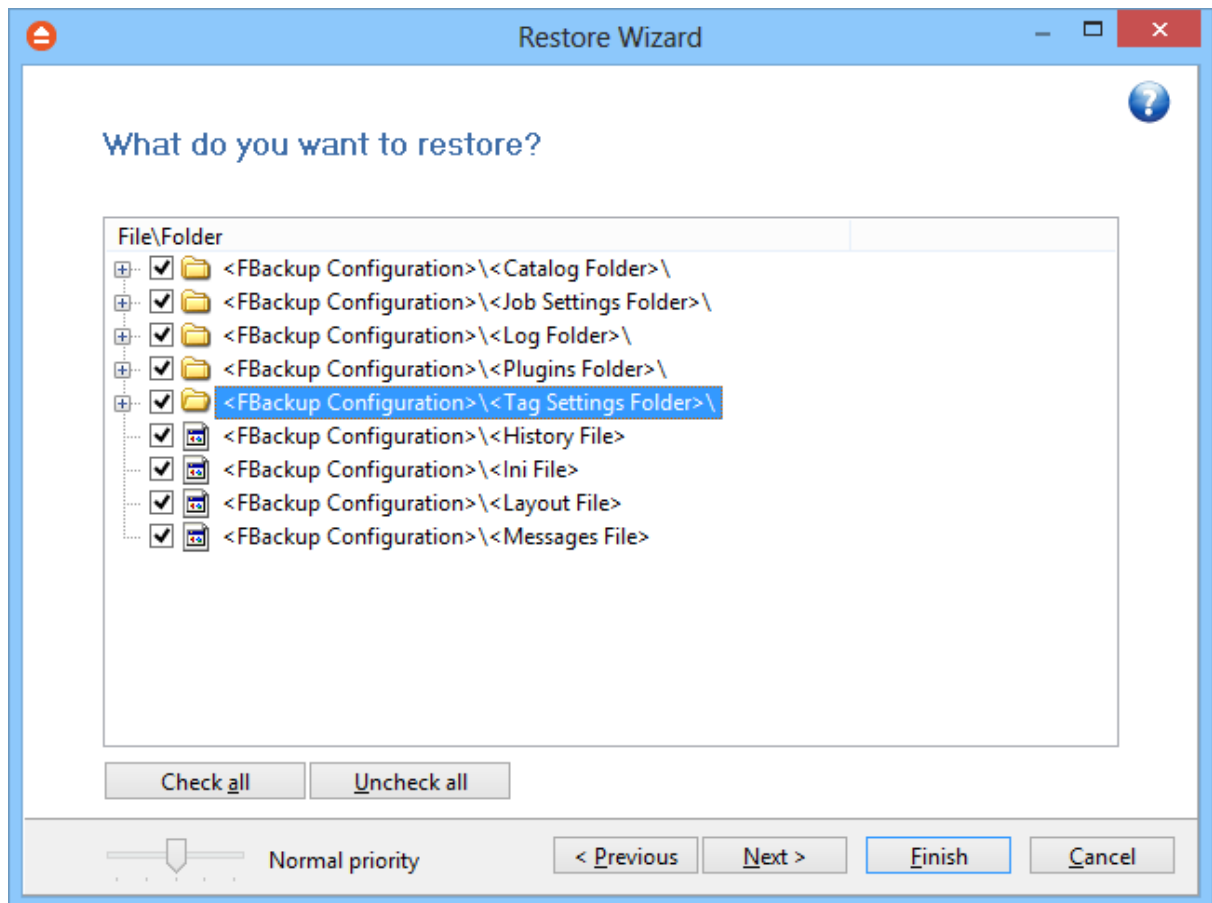 Restore Wizard
?
What do you want to restore?
File\Folder
<FBackup Configuration>\<Catalog Folder>\
<FBackup Configuration>\<Job Settings Folder>\
<FBackup Configuration>\<Log Folder>\
<FBackup Configuration>\<Plugins Folder>\
<FBackup Configuration>\<Tag Settings Folder>\
<FBackup Configuration>\<History File>
<FBackup Configuration>\<Ini File>
<FBackup Configuration>\<Layout File>
<FBackup Configuration>\<Messages File>
Check all Uncheck all
Normal priority < Previous Next > Finish Cancel